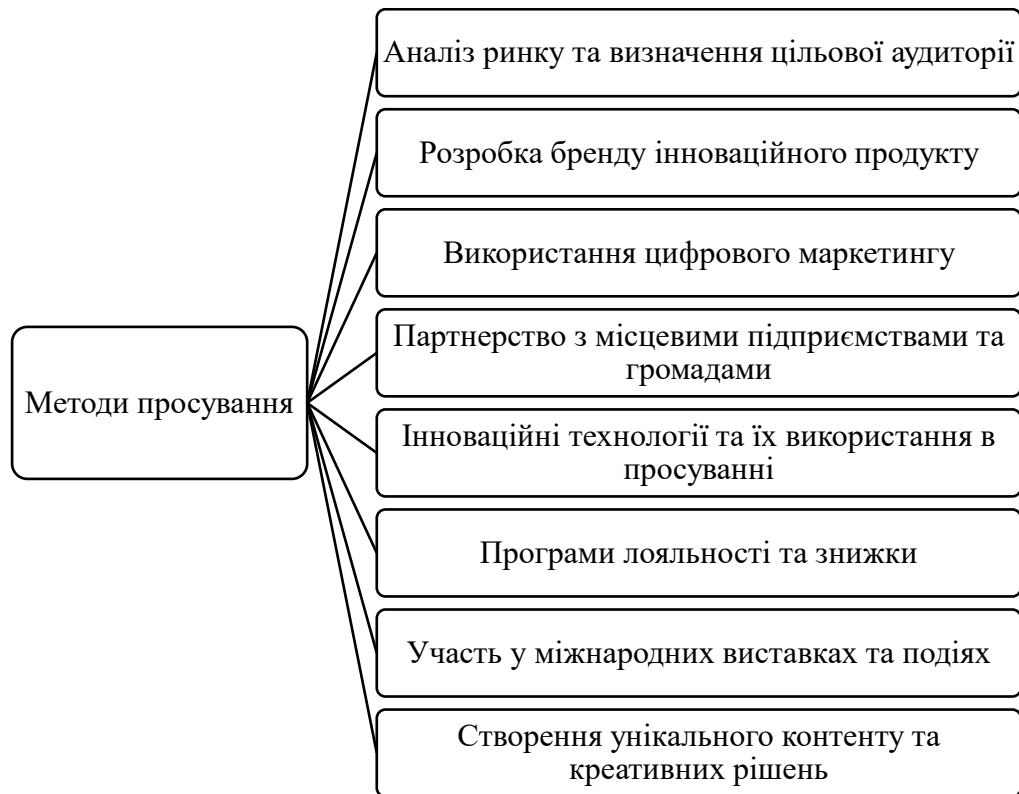 Аналіз ринку та визначення цільової аудиторії
Розробка бренду інноваційного продукту
Використання цифрового маркетингу
Партнерство з місцевими підприємствами та
громадами
Методи просування
Інноваційні технології та їх використання в
просуванні
Програми лояльності та знижки
Участь у міжнародних виставках та подіях
Створення унікального контенту та
креативних рішень